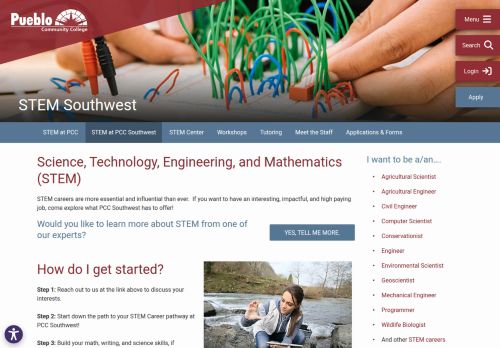 Pueblo
Community College
Menu
Search
Login
Apply
STEM Southwest
STEM at PCC
STEM at PCC Southwest
STEM Center
Workshops
Tutoring
Meet the Staff
Applications & Forms
Science, Technology, Engineering, and Mathematics
(STEM)
STEM careers are more essential and influential than ever. If you want to have an interesting, impactful, and high paying
job, come explore what PCC Southwest has to offer!
Would you like to learn more about STEM from one of
our experts?
YES, TELL ME MORE.
How do I get started?
Step 1: Reach out to us at the link above to discuss your
interests.
Step 2: Start down the path to your STEM Career pathway at
PCC Southwest!
Step 3: Build your math, writing, and science skills, if
I want to be a/an....
Agricultural Scientist
Agricultural Engineer
Civil Engineer
Computer Scientist
Conservationist
Engineer
Environmental Scientist
Geoscientist
Mechanical Engineer
Programmer
Wildlife Biologist
And other STEM careers